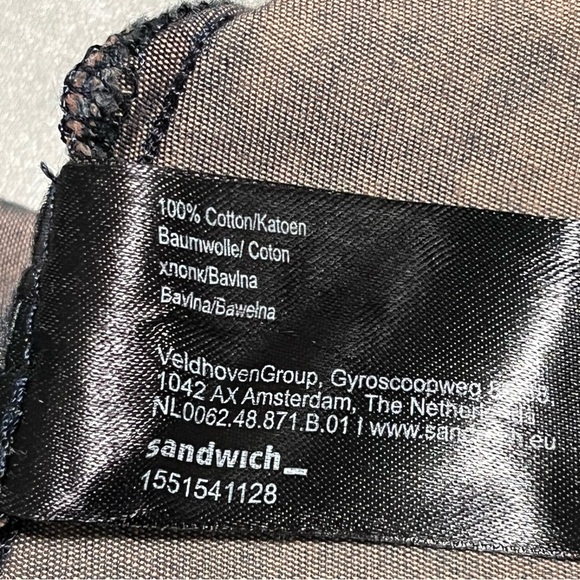 100% Cotton/Katoen
Baumwolle/ Coton
хлопк/Bavlna
Bavlna/Bawelna
VeldhovenGroup, Gyroscoopweg
1042 AX Amsterdam, The
NL0062.48.871.B.01 I
sandwich_
1551541128